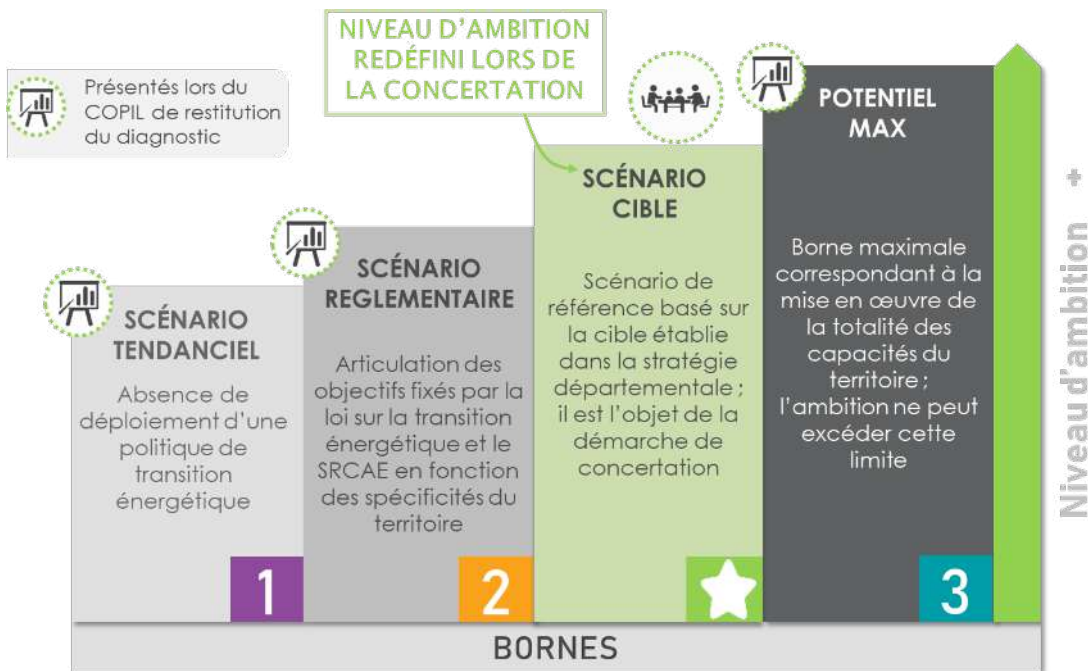 NIVEAU D'AMBITION
REDÉFINI LORS DE
LA CONCERTATION
Présentés lors du
COPIL de restitution
du diagnostic
SCÉNARIO
TENDANCIEL
Absence de
déploiement d'une
politique de
transition
énergétique
1
SCÉNARIO
REGLEMENTAIRE
Articulation des
objectifs fixés par la
loi sur la transition
énergétique et le
SRCAE en fonction
des spécificités du
territoire
2
SCÉNARIO
CIBLE
Scénario de
référence basé sur
la cible établie
dans la stratégie
départementale ;
il est l'objet de la
démarche de
concertation
POTENTIEL
MAX
Borne maximale
correspondant à la
mise en œuvre de
la totalité des
capacités du
territoire ;
l'ambition ne peut
excéder cette
limite
3
BORNES
Niveau d'ambition +